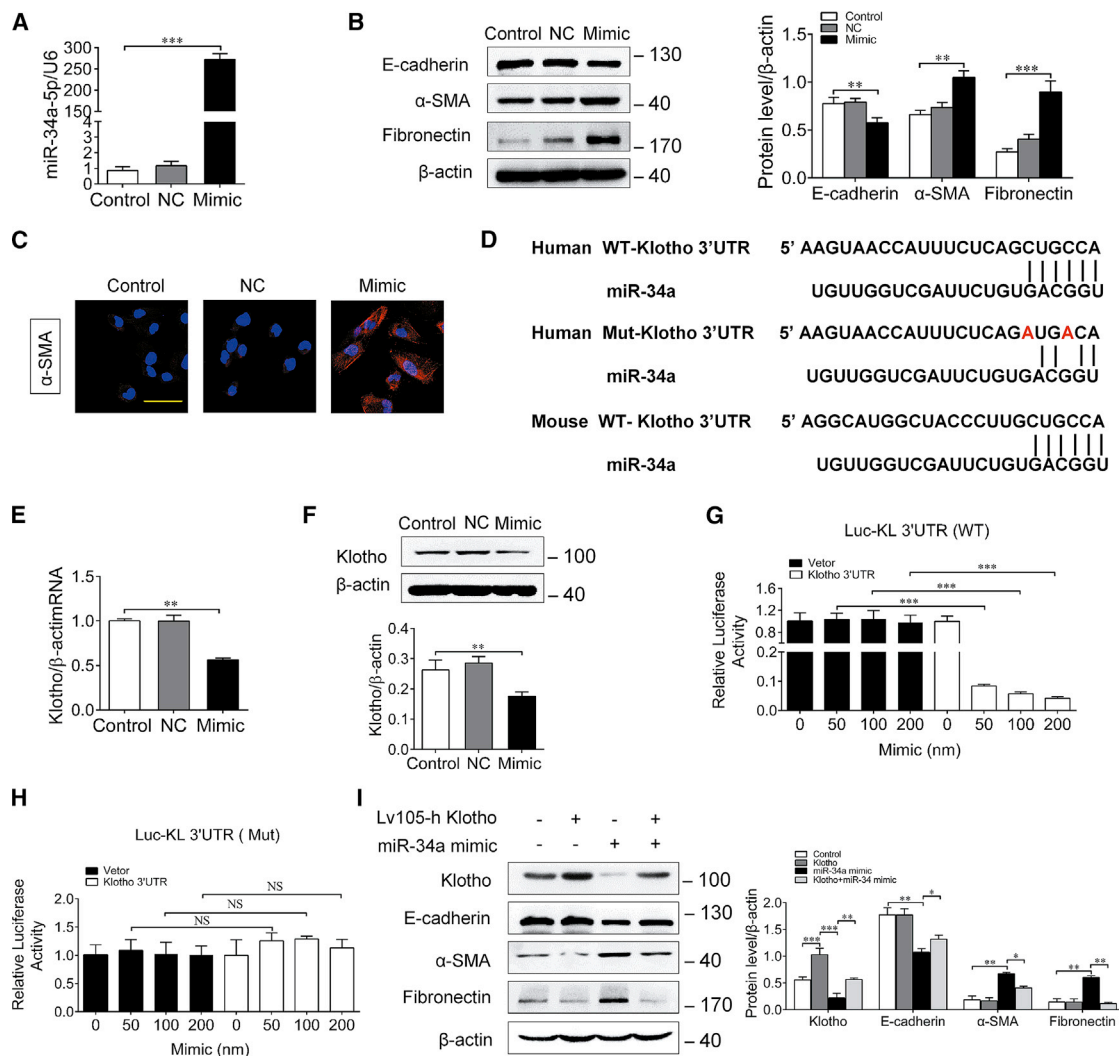 A
miR-34a-5p/U6
***
300
250
200
150
100
50
4
3
2
1
0
Control NC Mimic
B
Control NC Mimic
E-cadherin
– 130
α-SMA
– 40
Fibronectin
– 170
β-actin
– 40
Control
NC
Mimic
Protein level/β-actin
1.5
1.0
0.5
0.0
** ** ***
E-cadherin α-SMA Fibronectin
C
Control NC Mimic
α-SMA
D
Human WT-Klotho 3'UTR 5' AAGUAACCAUUUCUCAGCUGCCA
miR-34a UGUUGGUCGAUUCUGUGACGGU
Human Mut-Klotho 3'UTR 5' AAGUAACCAUUUCUCAGAUGACA
miR-34a UGUUGGUCGAUUCUGUGACGGU
Mouse WT- Klotho 3'UTR 5' AGGCAUGGCUACCCUUGCUGCCA
miR-34a UGUUGGUCGAUUCUGUGACGGU
E
Klotho/β-actimRNA
1.5
1.0
0.5
0.0
**
Control NC Mimic
F
Control NC Mimic
Klotho
– 100
β-actin
– 40
Klotho/β-actin
0.4
0.3
0.2
0.1
0.0
**
Control NC Mimic
G
Luc-KL 3'UTR (WT)
Vetor
Klotho 3'UTR
***
***
***
Relative Luciferase
Activity
1.4
1.2
1.0
0.8
0.2
0.1
0.0
0 50 100 200 0 50 100 200
Mimic (nm)
H
Luc-KL 3'UTR ( Mut)
Vetor
Klotho 3'UTR
NS
NS
NS
Relative Luciferase
Activity
2.0
1.5
1.0
0.5
0.0
0 50 100 200 0 50 100 200
Mimic (nm)
I
Lv105-h Klotho - + - +
miR-34a mimic - - + +
Klotho
– 100
E-cadherin
– 130
α-SMA
– 40
Fibronectin
– 170
β-actin
– 40
Control
Klotho
miR-34a mimic
Klotho+miR-34 mimic
Protein level/β-actin
2.0
1.5
1.0
0.5
0.0
*** *** ** ** * ** * ** **
Klotho E-cadherin α-SMA Fibronectin